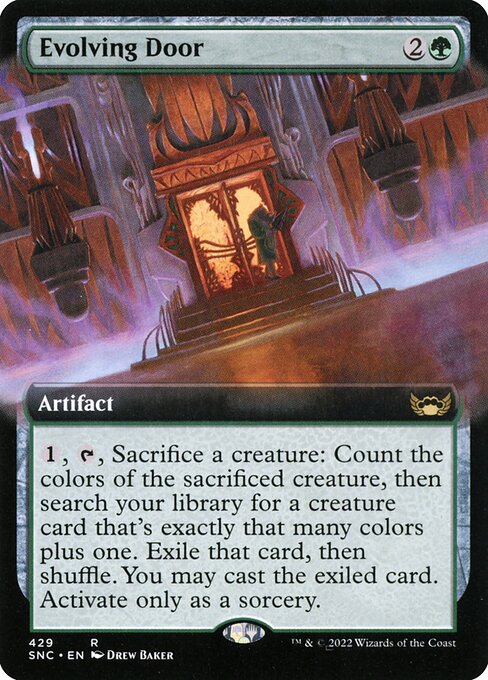 Evolving Door 2
Artifact
1, Sacrifice a creature: Count the
colors of the sacrificed creature, then
search your library for a creature
card that's exactly that many colors
plus one. Exile that card, then
shuffle. You may cast the exiled card.
Activate only as a sorcery.
429 R
SNC • EN Drew Baker
™ & © 2022 Wizards of the Coast